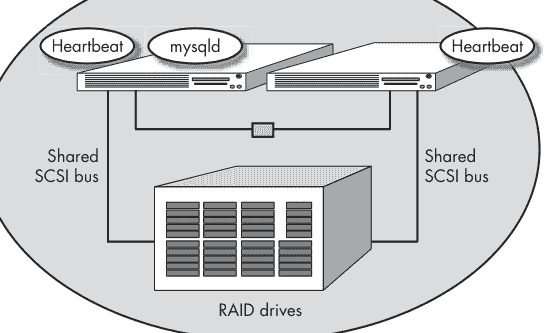 Heartbeat
mysqld
Heartbeat
Shared
SCSI bus
Shared
SCSI bus
RAID drives